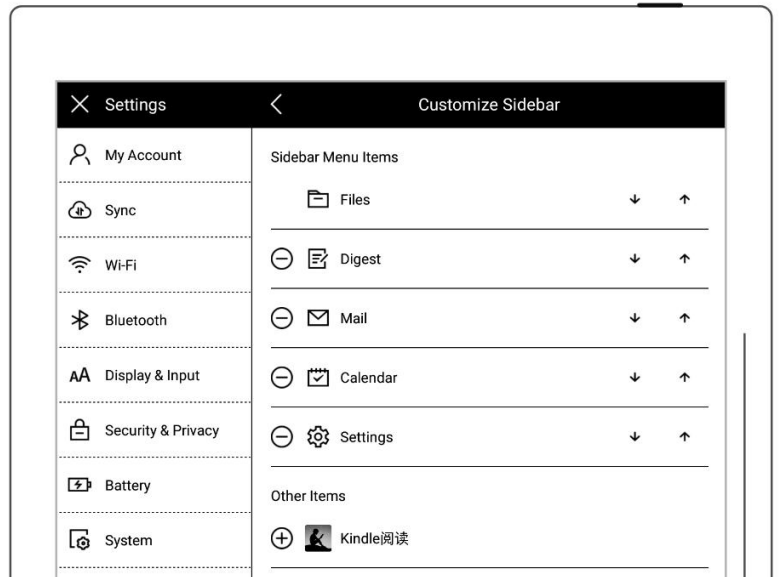 Settings
Customize Sidebar
My Account
Sync
Wi-Fi
Bluetooth
AA Display & Input
Security & Privacy
Battery
System
Sidebar Menu Items
Files
Digest
Mail
Calendar
Settings
Other Items
Kindle阅读